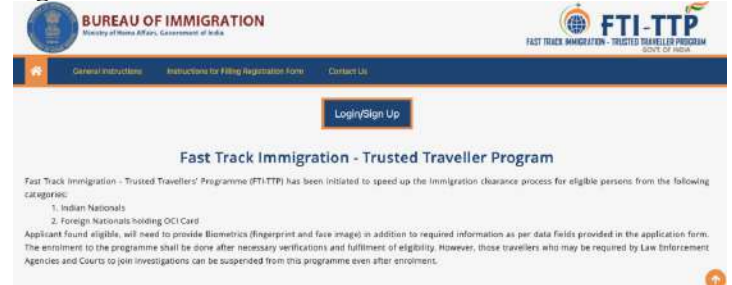 BUREAU OF IMMIGRATION
Ministry of Home Affairs, Government of India
FTI-TTP
FAST TRACK IMMIGRATION - TRUSTED TRAVELLER PROGRAM
GOVT. OF INDIA
General Instructions Instructions for Filling Registration Form Contact Us
Login/Sign Up
Fast Track Immigration - Trusted Traveller Program
Fast Track Immigration - Trusted Travellers' Programme (FTI-TTP) has been initiated to speed up the Immigration clearance process for eligible persons from the following
categories:
1. Indian Nationals
2. Foreign Nationals holding OCI Card
Applicant found eligible, will need to provide Biometrics (fingerprint and face image) in addition to required information as per data fields provided in the application form.
The enrolment to the programme shall be done after necessary verifications and fulfilment of eligibility. However, those travellers who may be required by Law Enforcement
Agencies and Courts to join investigations can be suspended from this programme even after enrolment.